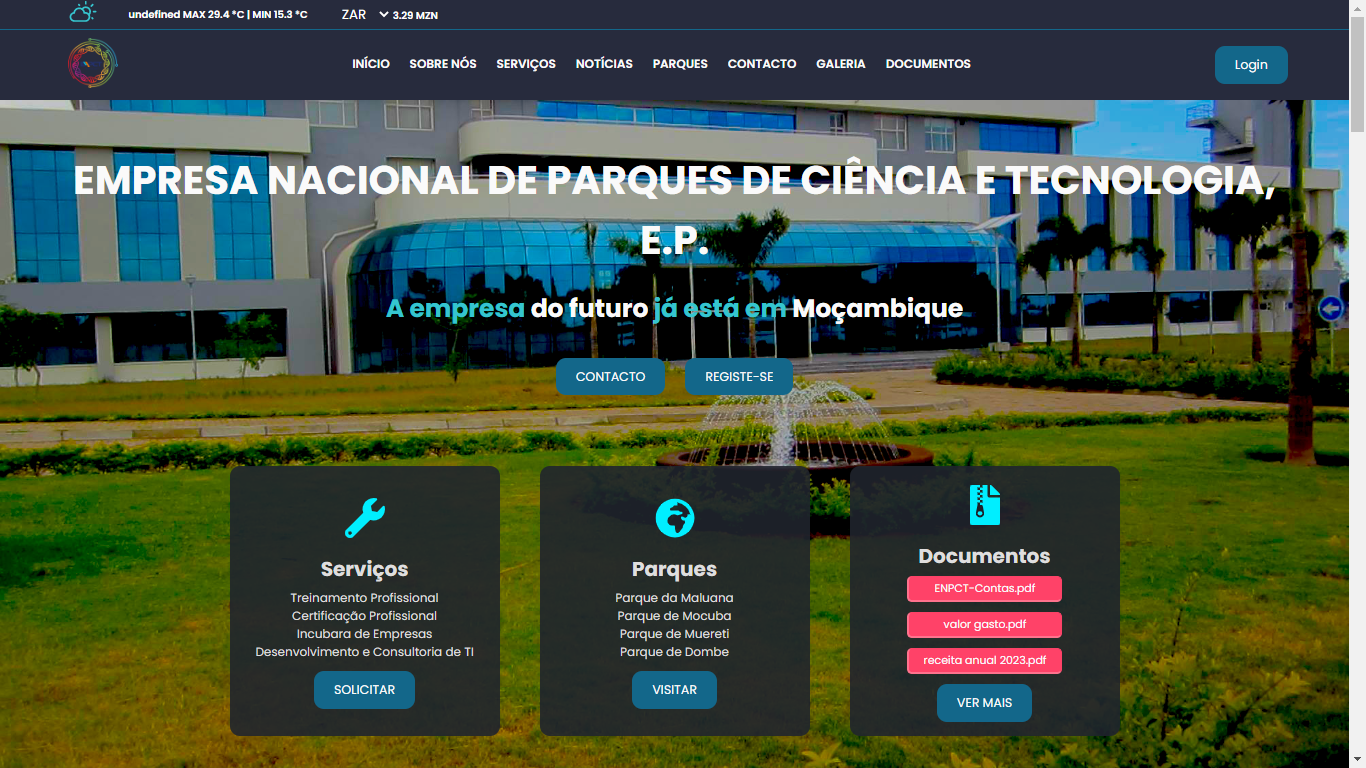 undefined MAX 29.4 °C | MIN 15.3 °C ZAR 3.29 MZN
INÍCIO SOBRE NÓS SERVIÇOS NOTÍCIAS PARQUES CONTACTO GALERIA DOCUMENTOS Login
EMPRESA NACIONAL DE PARQUES DE CIÊNCIA E TECNOLOGIA,
E.P.
A empresa do futuro já está em Moçambique
CONTACTO REGISTE-SE
Serviços
Treinamento Profissional
Certificação Profissional
Incubara de Empresas
Desenvolvimento e Consultoria de TI
SOLICITAR
Parques
Parque da Maluana
Parque de Mocuba
Parque de Muereti
Parque de Dombe
VISITAR
Documentos
ENPCT-Contas.pdf
valor gasto.pdf
receita anual 2023.pdf
VER MAIS